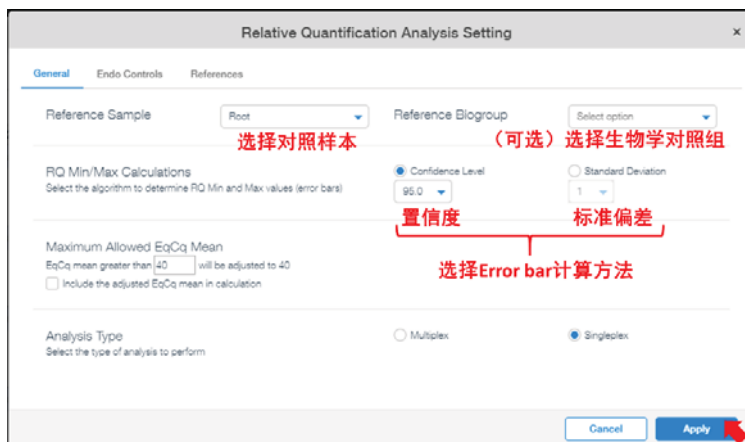 Relative Quantification Analysis Setting
×
General Endo Controls References
Reference Sample Root Reference Biogroup Select option
选择对照样本 （可选）选择生物学对照组
RQ Min/Max Calculations
Select the algorithm to determine RQ Min and Max values (error bars)
Confidence Level Standard Deviation
95.0 1
置信度 标准偏差
选择Error bar计算方法
Maximum Allowed EqCq Mean
EqCq mean greater than 40 will be adjusted to 40
Include the adjusted EqCq mean in calculation
Analysis Type
Select the type of analysis to perform
Multiplex Singleplex
Cancel Apply